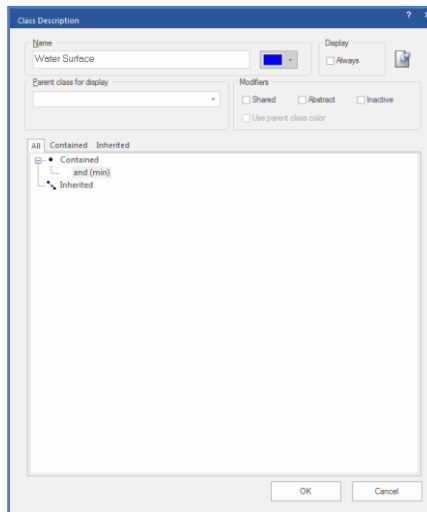 Class Description
?
Name
Water Surface
Display
Always
Parent class for display
Modifiers
Shared Abstract Inactive
Use parent class color
All Contained Inherited
Contained
and (min)
Inherited
OK Cancel